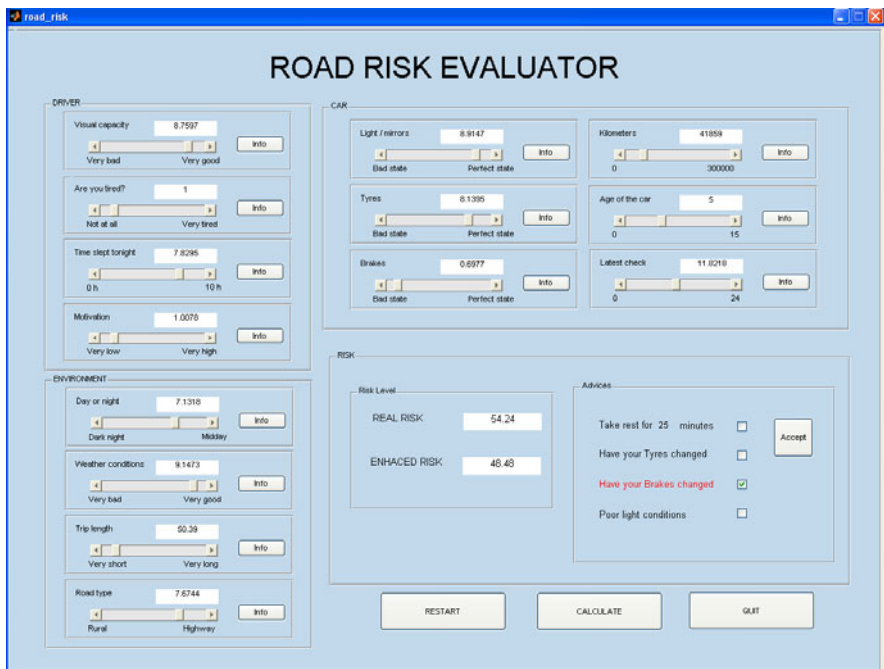 road_risk
ROAD RISK EVALUATOR
DRIVER
Visual capacity 8.7597
Info
Very bad Very good
Are you tired? 1
Info
Not at all Very tired
Time slept tonight 7.8295
Info
0 h 10 h
Motivation 1.0078
Info
Very low Very high
ENVIRONMENT
Day or night 7.1318
Info
Dark night Midday
Weather conditions 9.1473
Info
Very bad Very good
Trip length 50.39
Info
Very short Very long
Road type 7.6744
Info
Rural Highway
CAR
Light / mirrors 8.9147
Info
Bad state Perfect state
Tyres 8.1395
Info
Bad state Perfect state
Brakes 0.6977
Info
Bad state Perfect state
Kilometers 41859
Info
0 300000
Age of the car 5
Info
0 15
Latest check 11.8218
Info
0 24
RISK
Risk Level
REAL RISK 54.24
ENHACED RISK 48.48
Advices
Take rest for 25 minutes
Have your Tyres changed
Have your Brakes changed
Poor light conditions
Accept
RESTART
CALCULATE
QUIT